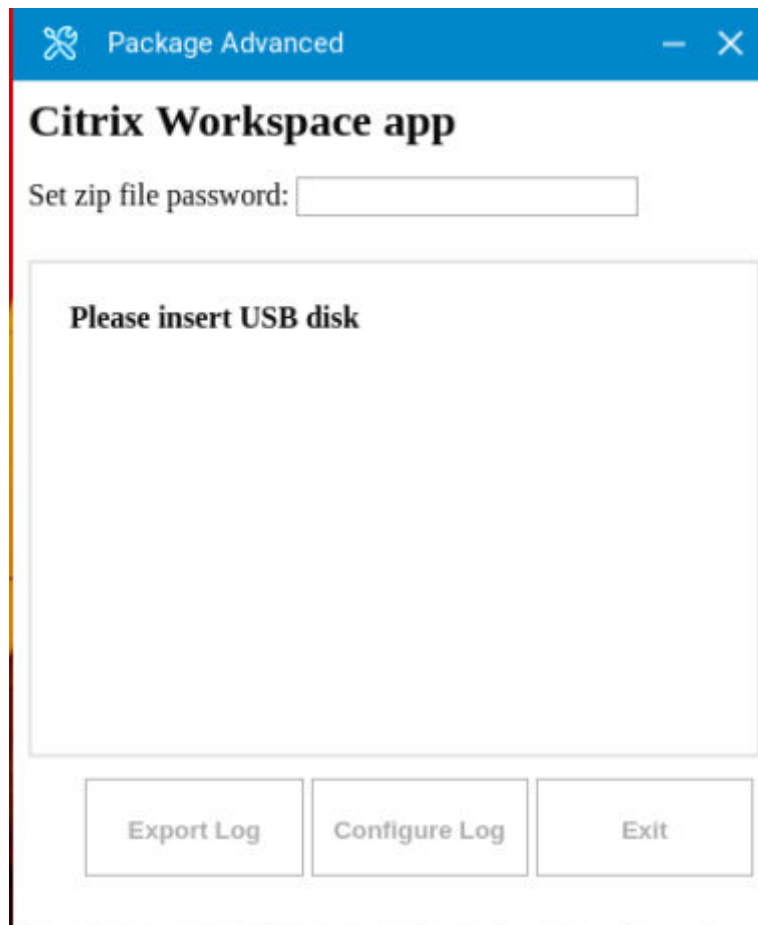 Package Advanced
Citrix Workspace app
Set zip file password:
Please insert USB disk
Export Log Configure Log Exit